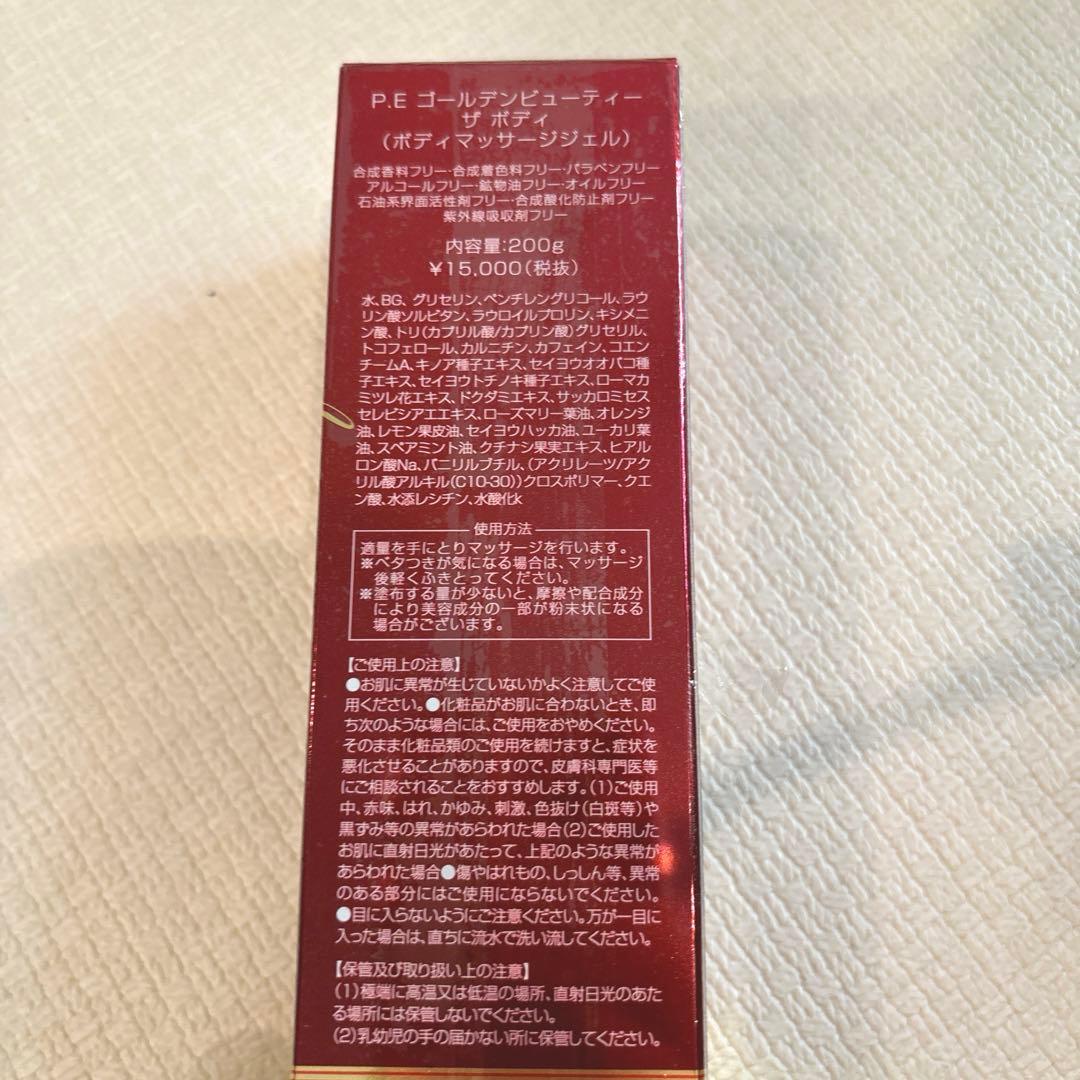 P.E ゴールデンビューティー
ザ ボディ
(ボディマッサージジェル)
合成香料フリー・合成着色料フリー・パラベンフリー
アルコールフリー・鉱物油フリー・オイルフリー
石油系界面活性剤フリー・合成酸化防止剤フリー
紫外線吸収剤フリー
内容量:200g
¥15,000(税抜)
水、BG、グリセリン、ペンチレングリコール、ラウ
リン酸ソルビタン、ラウロイルプロリン、キシメニ
ン酸、トリ(カプリル酸/カプリン酸)グリセリル、
トコフェロール、カルニチン、カフェイン、コエン
チームA、キノア種子エキス、セイヨウオオバコ種
子エキス、セイヨウトチノキ種子エキス、ローマカ
ミツレ花エキス、ドクダミエキス、サッカロミセス
セレビシアエエキス、ローズマリー葉油、オレンジ
油、レモン果皮油、セイヨウハッカ油、ユーカリ葉
油、スペアミント油、クチナシ果実エキス、ヒアル
ロン酸Na、バニリルブチル、(アクリレーツ/アク
リル酸アルキル(C10-30))クロスポリマー、クエ
ン酸、水添レシチン、水酸化k
使用方法
適量を手にとりマッサージを行います。
※ベタつきが気になる場合は、マッサージ
後軽くふきとってください。
※塗布する量が少ないと、摩擦や配合成分
により美容成分の一部が粉末状になる
場合がございます。
【ご使用上の注意】
●お肌に異常が生じていないかよく注意してご使
用ください。●化粧品がお肌に合わないとき、即
ち次のような場合には、ご使用をおやめください。
そのまま化粧品類のご使用を続けますと、症状を
悪化させることがありますので、皮膚科専門医等
にご相談されることをおすすめします。(1)ご使用
中、赤味、はれ、かゆみ、刺激、色抜け(白斑等)や
黒ずみ等の異常があらわれた場合(2)ご使用した
お肌に直射日光があたって、上記のような異常が
あらわれた場合●傷やはれもの、しっしん等、異常
のある部分にはご使用にならないでください。
●目に入らないようにご注意ください。万が一目に
入った場合は、直ちに流水で洗い流してください。
【保管及び取り扱い上の注意】
(1)極端に高温又は低温の場所、直射日光のあた
る場所には保管しないでください。
(2)乳幼児の手の届かない所に保管してください。